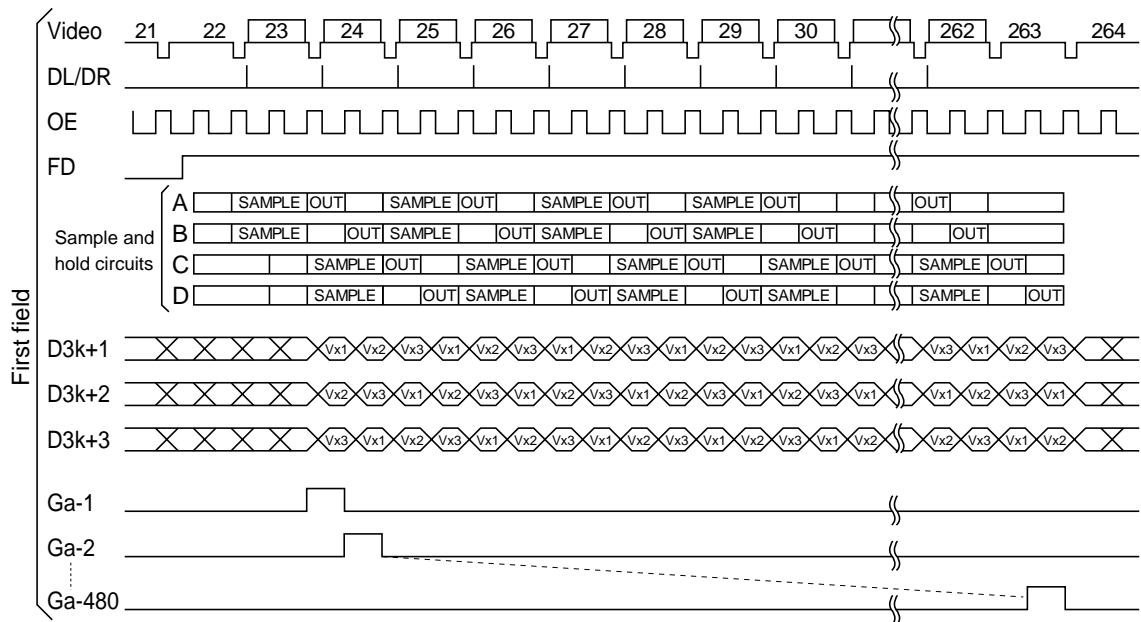 First field
Video 21 22 23 24 25 26 27 28 29 30 262 263 264
DL/DR
OE
FD
Sample and
hold circuits
A SAMPLE OUT SAMPLE OUT SAMPLE OUT SAMPLE OUT OUT
B SAMPLE OUT SAMPLE OUT SAMPLE OUT SAMPLE OUT OUT
C SAMPLE OUT SAMPLE OUT SAMPLE OUT SAMPLE OUT SAMPLE OUT
D SAMPLE OUT SAMPLE OUT SAMPLE OUT SAMPLE SAMPLE OUT
D3k+1 Vx1 Vx2 Vx3 Vx1 Vx2 Vx3 Vx1 Vx2 Vx3 Vx1 Vx2 Vx3 Vx1 Vx2 Vx3 Vx3 Vx1 Vx2 Vx3
D3k+2 Vx2 Vx3 Vx1 Vx2 Vx3 Vx1 Vx2 Vx3 Vx1 Vx2 Vx3 Vx1 Vx2 Vx3 Vx1 Vx1 Vx2 Vx3 Vx1
D3k+3 Vx3 Vx1 Vx2 Vx3 Vx1 Vx2 Vx3 Vx1 Vx2 Vx3 Vx1 Vx2 Vx3 Vx1 Vx2 Vx2 Vx3 Vx1 Vx2
Ga-1
Ga-2
Ga-480